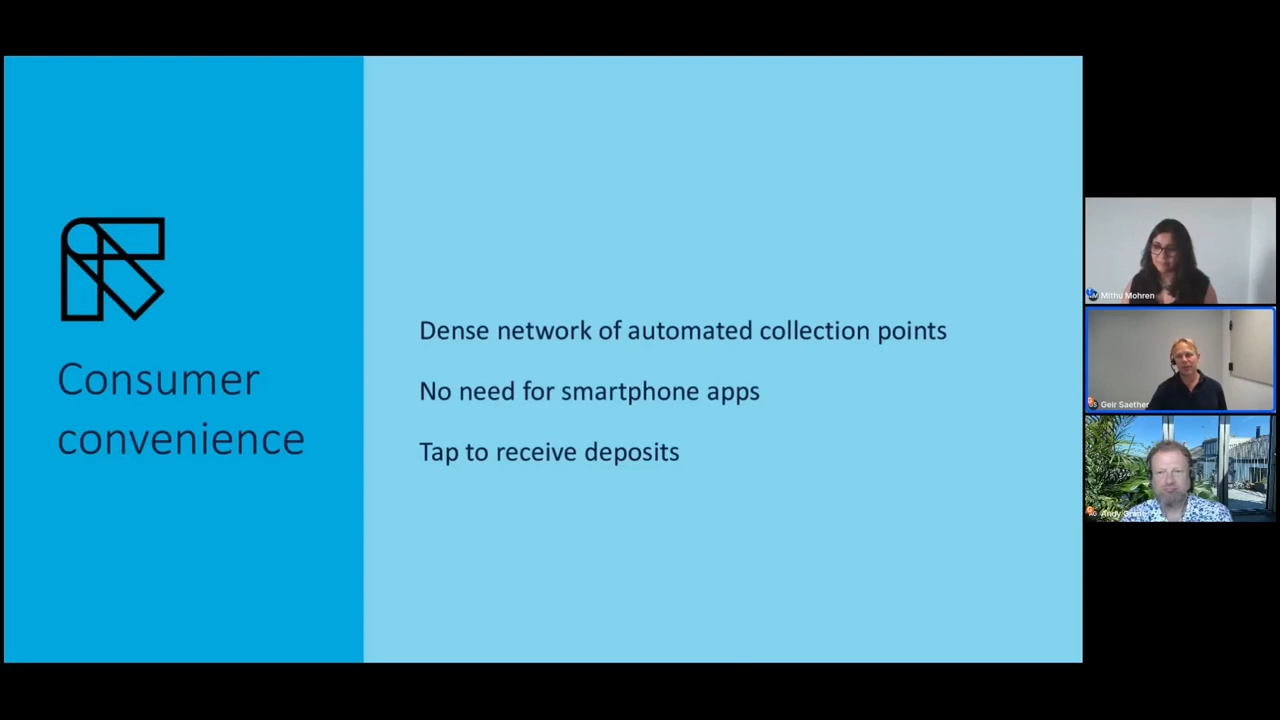 Consumer
convenience
Dense network of automated collection points
No need for smartphone apps
Tap to receive deposits
Mithu Mohren
Geir Saether
Andy